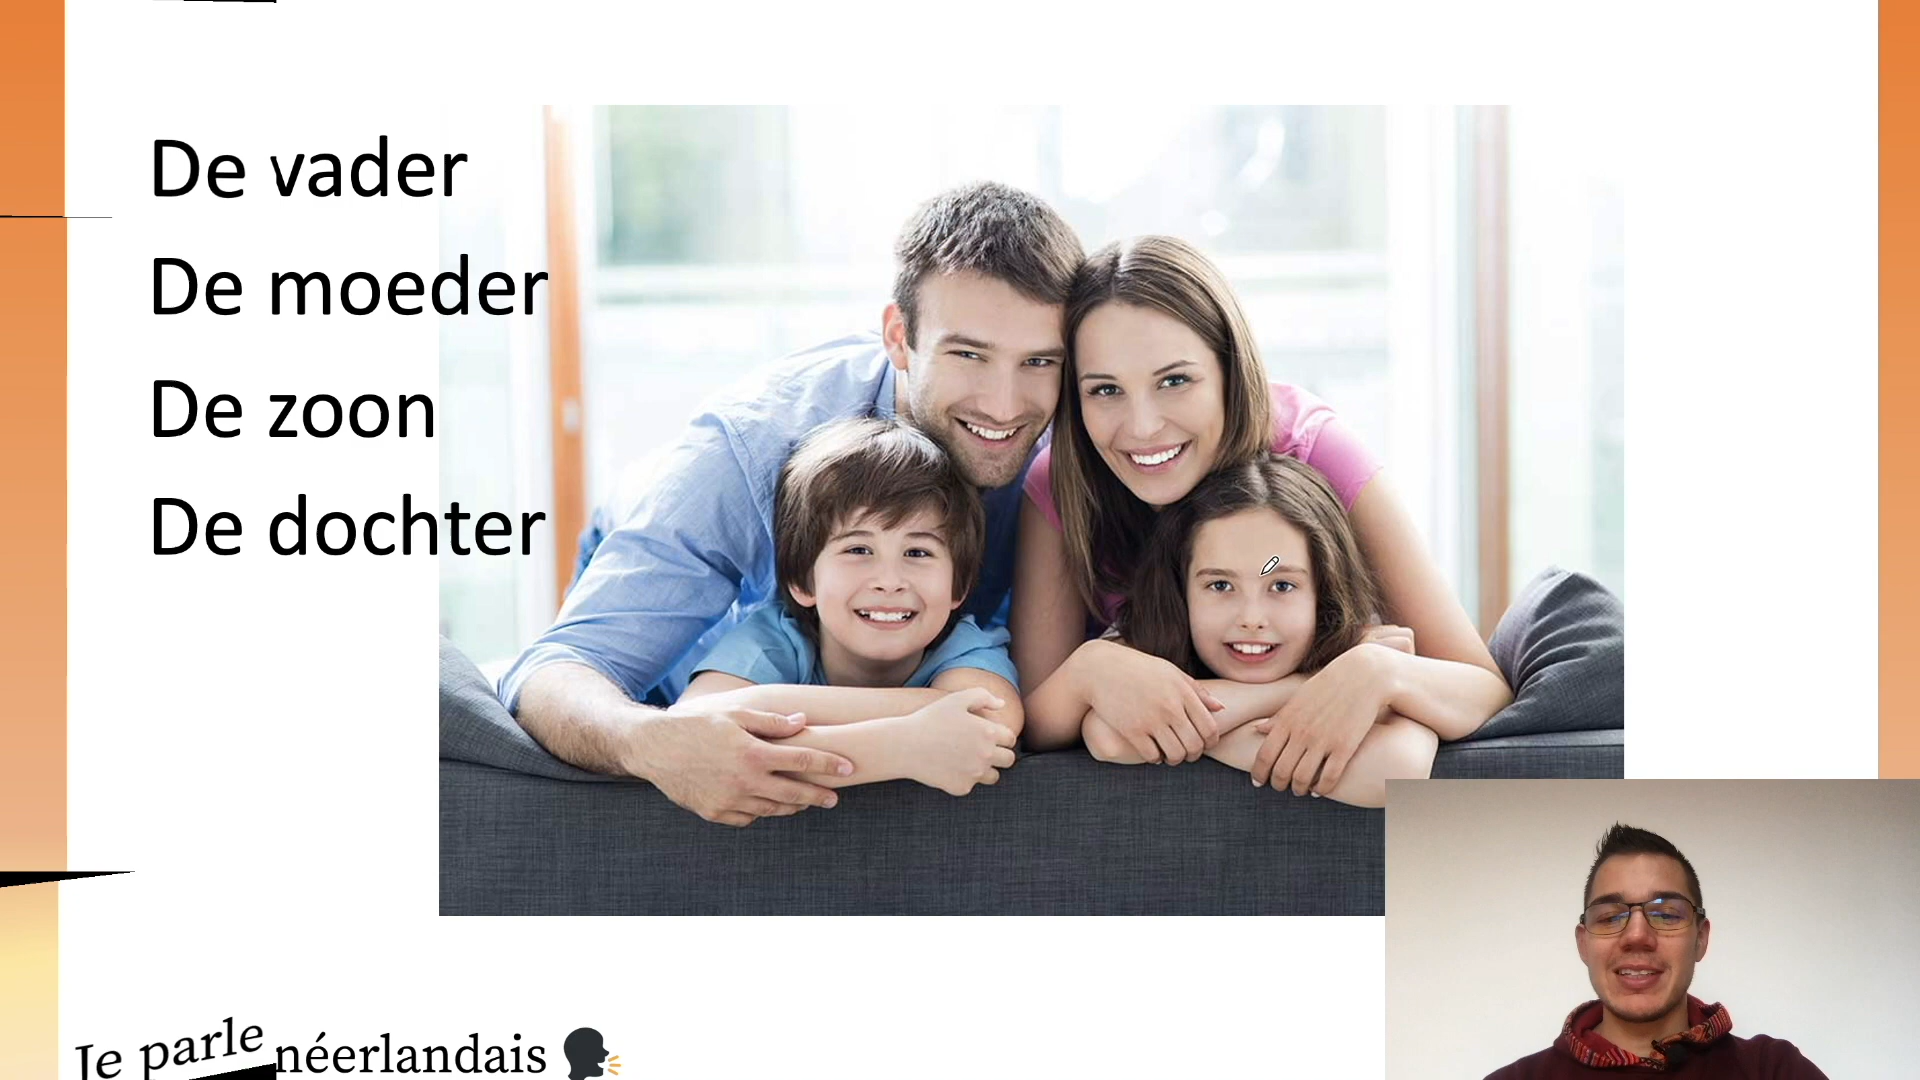 De vader
De moeder
De zoon
De dochter
Je parle néerlandais